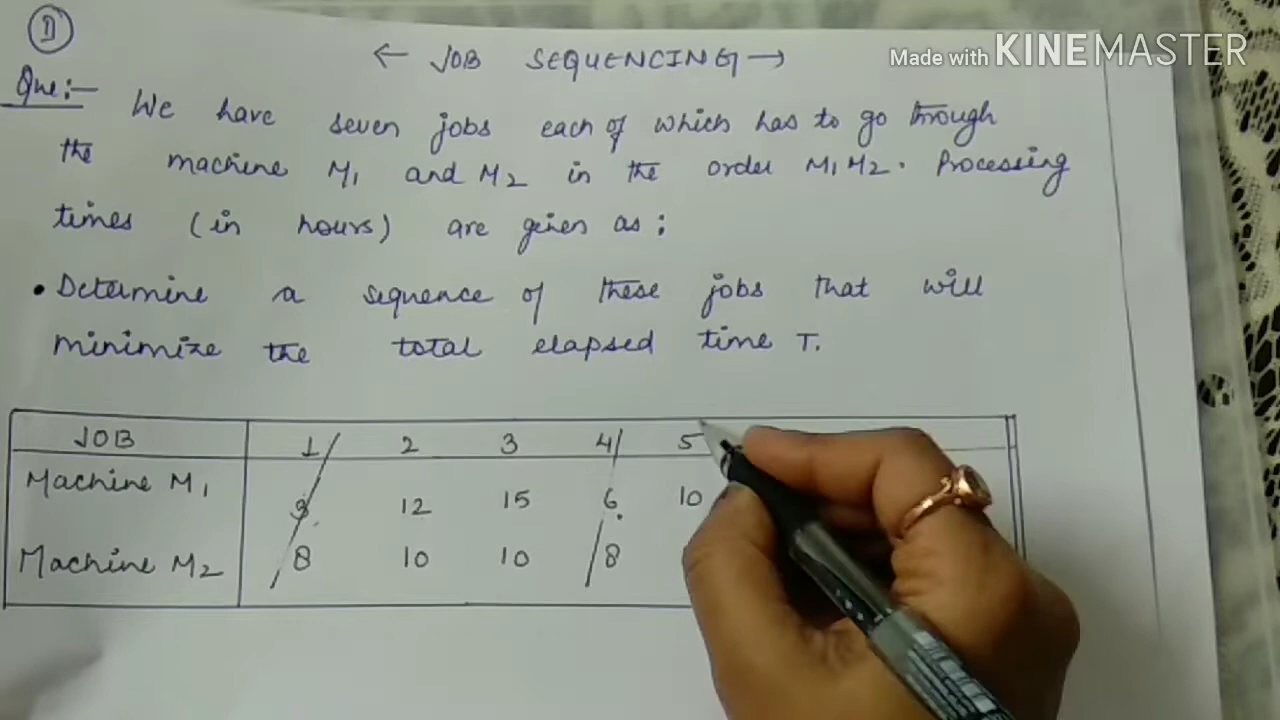 1
← JOB SEQUENCING →
Made with KINEMASTER
Que:- We have seven jobs each of which has to go through
the machine M1 and M2 in the order M1 M2. Processing
times (in hours) are given as:
• Determine a sequence of these jobs that will
minimize the total elapsed time T.
JOB 1 2 3 4 5
Machine M1 3 12 15 6 10
Machine M2 8 10 10 8